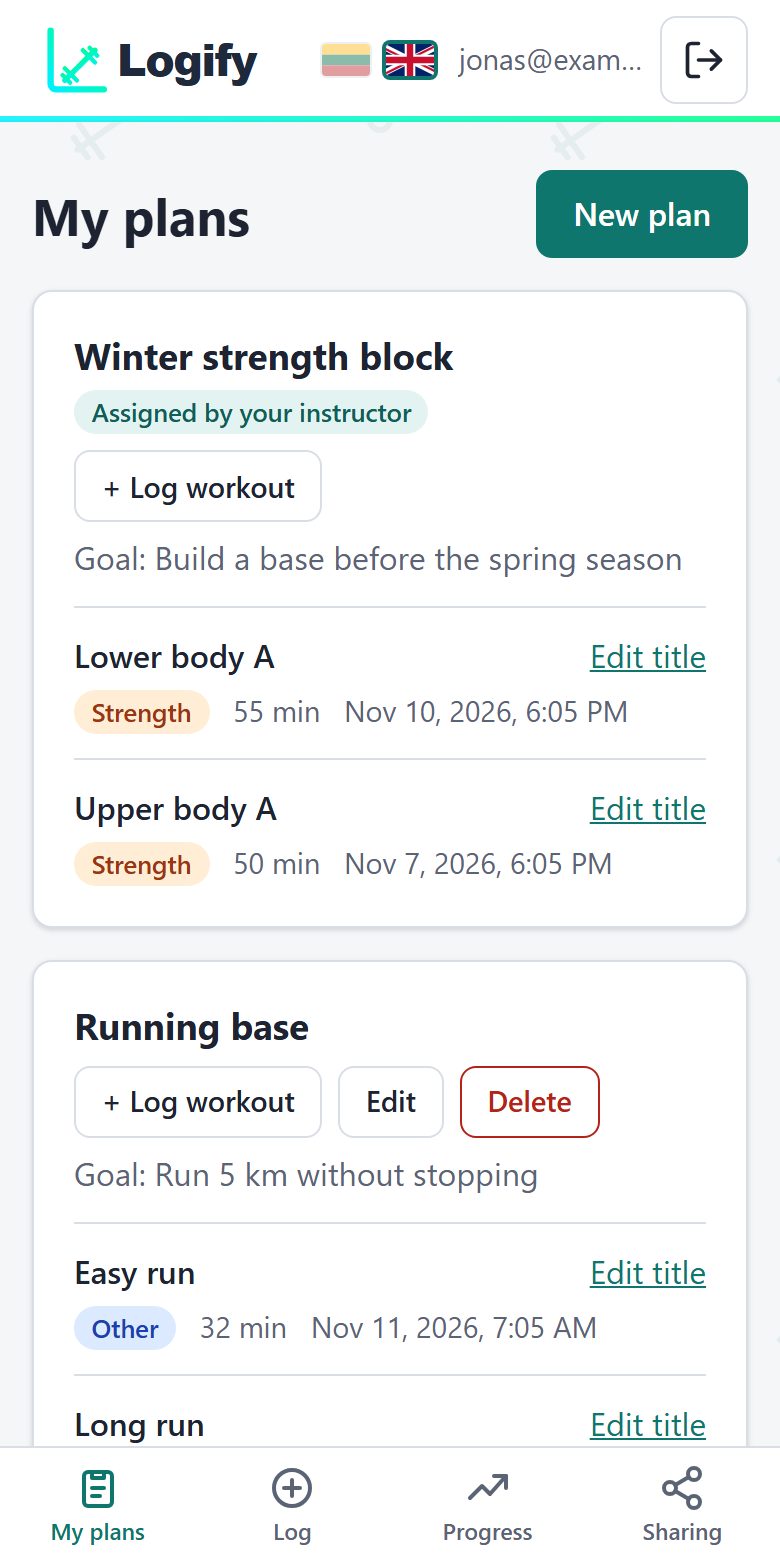 Logify
jonas@exam...
My plans
New plan
Winter strength block
Assigned by your instructor
+ Log workout
Goal: Build a base before the spring season
Lower body A
Edit title
Strength 55 min Nov 10, 2026, 6:05 PM
Upper body A
Edit title
Strength 50 min Nov 7, 2026, 6:05 PM
Running base
+ Log workout
Edit
Delete
Goal: Run 5 km without stopping
Easy run
Edit title
Other 32 min Nov 11, 2026, 7:05 AM
Long run
Edit title
My plans
Log
Progress
Sharing